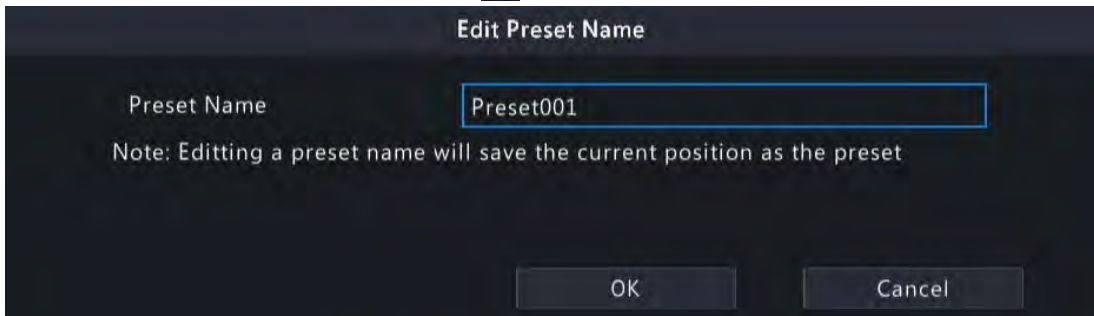 Edit Preset Name
Preset Name Preset001
Note: Editting a preset name will save the current position as the preset
OK Cancel